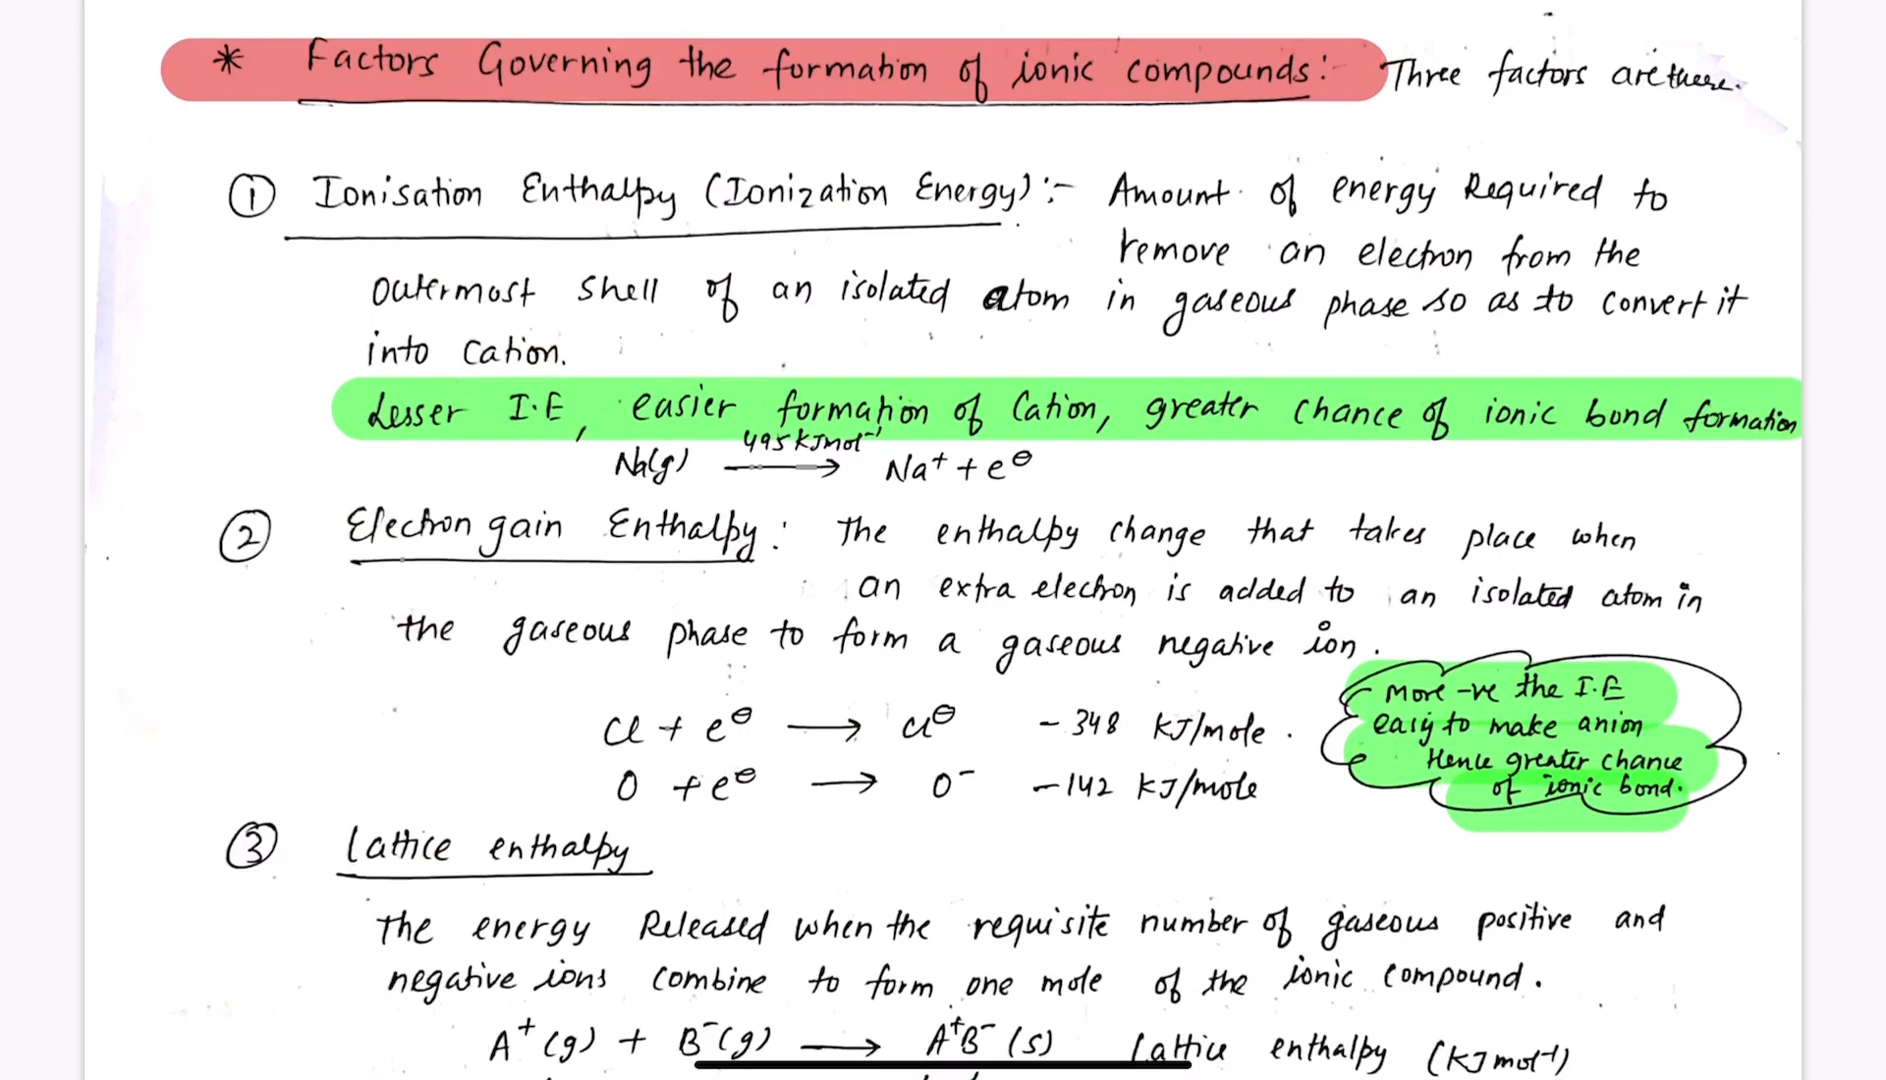 * Factors Governing the formation of ionic compounds:- Three factors are there.
① Ionisation Enthalpy (Ionization Energy):- Amount of energy Required to
remove an electron from the
outermost shell of an isolated atom in gaseous phase so as to convert it
into Cation.
Lesser I.E, easier formation of Cation, greater chance of ionic bond formation
Na(g) ⟶ Na⁺ + e⊖
495 kJmol⁻¹
② Electron gain Enthalpy: The enthalpy change that takes place when
an extra electron is added to an isolated atom in
the gaseous phase to form a gaseous negative ion.
Cl + e⊖ ⟶ Cl⊖ - 348 KJ/mole.
O + e⊖ ⟶ O⁻ -142 KJ/mole
More -ve the I.E
easy to make anion
Hence greater chance
of ionic bond.
③ Lattice enthalpy
The energy Released when the requisite number of gaseous positive and
negative ions combine to form one mole of the ionic compound.
A⁺(g) + B⁻(g) ⟶ A⁺B⁻(s) Lattice enthalpy (KJmol⁻¹)